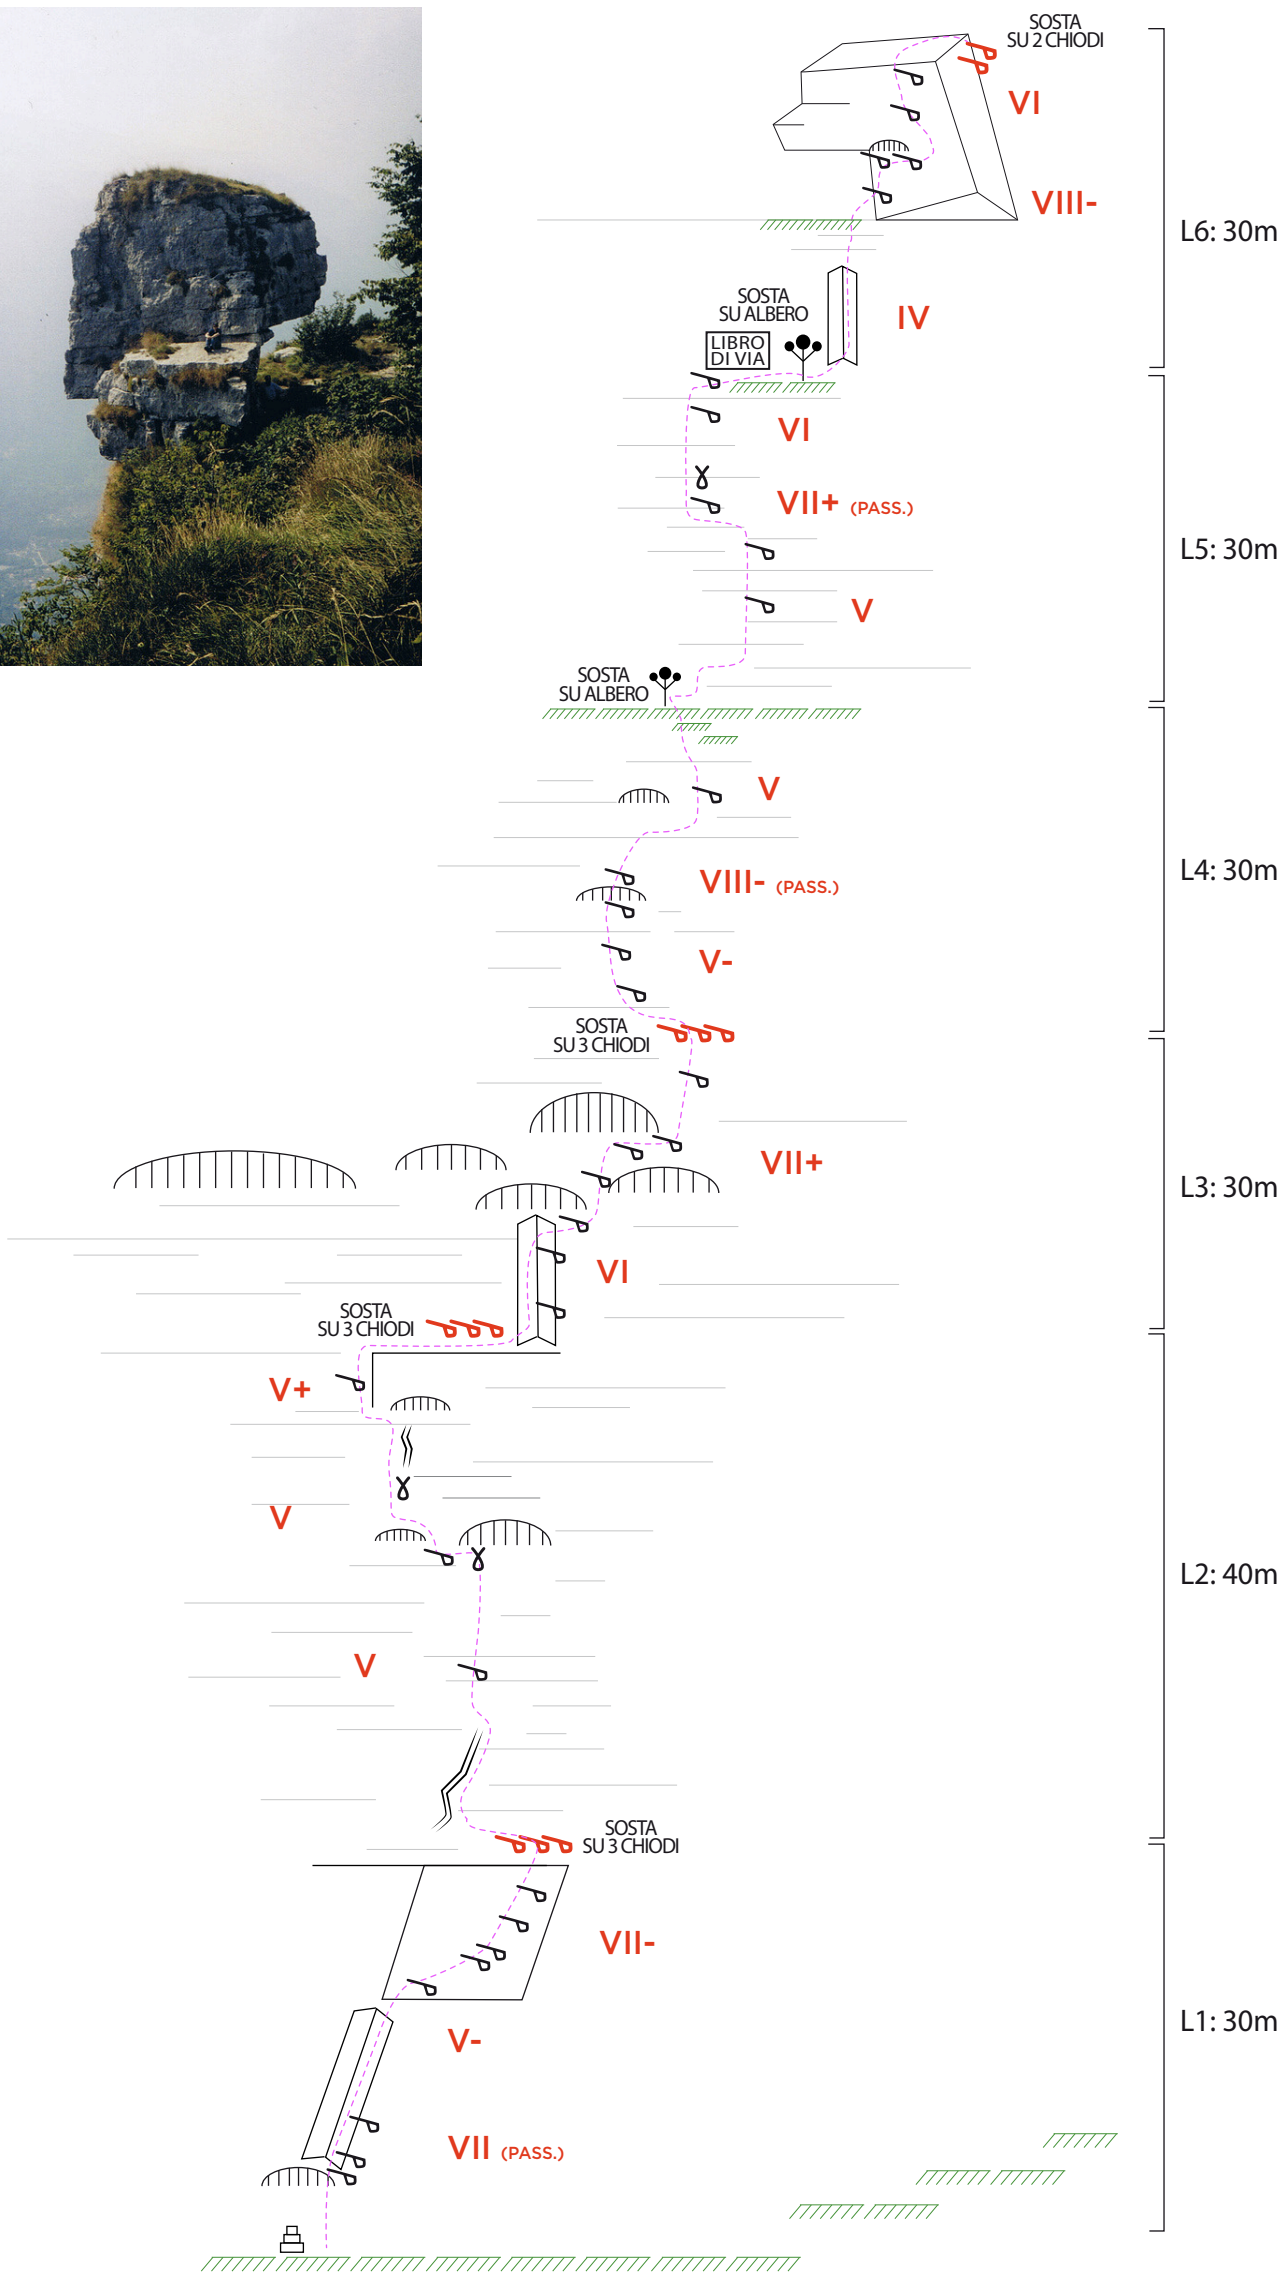 SOSTA
SU 2 CHIODI
VI
VIII-
L6: 30m
SOSTA
SU ALBERO
IV
LIBRO
DI VIA
VI
VII+ (PASS.)
L5: 30m
V
SOSTA
SU ALBERO
V
VIII- (PASS.)
L4: 30m
V-
SOSTA
SU 3 CHIODI
VII+
L3: 30m
VI
SOSTA
SU 3 CHIODI
V+
V
L2: 40m
V
SOSTA
SU 3 CHIODI
VII-
L1: 30m
V-
VII (PASS.)